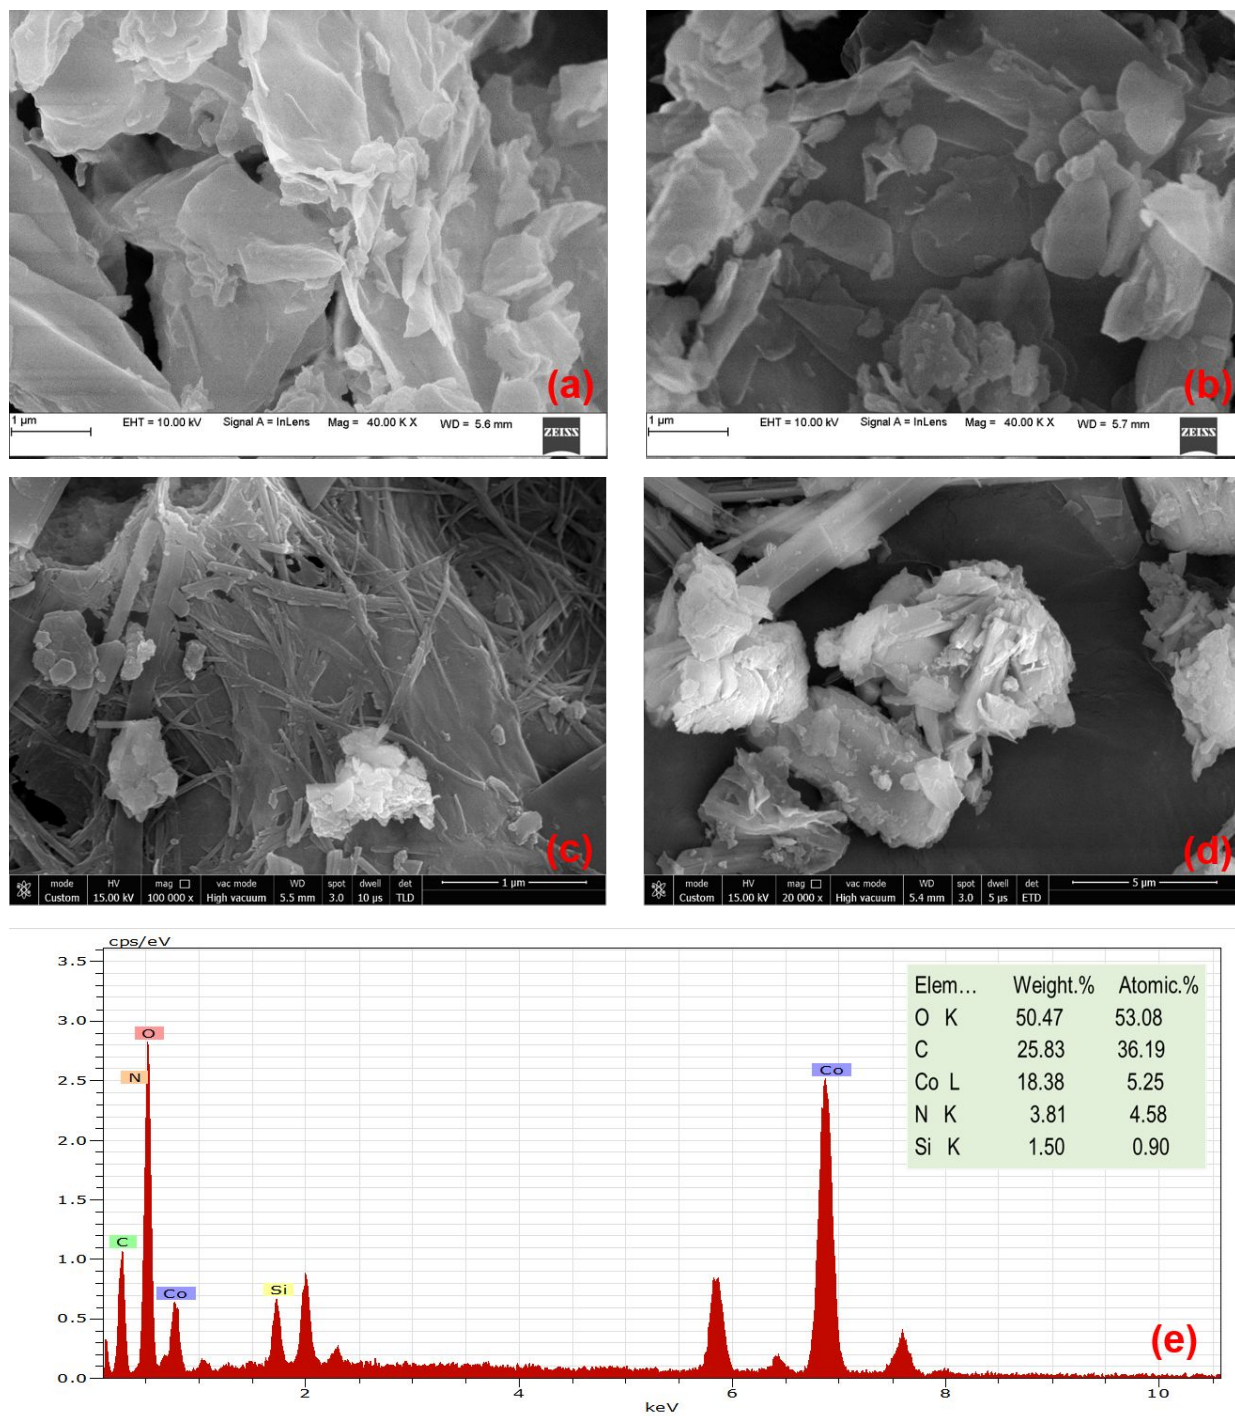 (a)
1 µm
EHT = 10.00 kV Signal A = InLens Mag = 40.00 K X WD = 5.6 mm
ZEISS
(b)
1 µm
EHT = 10.00 kV Signal A = InLens Mag = 40.00 K X WD = 5.7 mm
ZEISS
(c)
mode HV mag vac mode WD spot dwell det 1 µm
Custom 15.00 kV 100 000 x High vacuum 5.5 mm 3.0 10 µs TLD
(d)
mode HV mag vac mode WD spot dwell det 5 µm
Custom 15.00 kV 20 000 x High vacuum 5.4 mm 3.0 5 µs ETD
cps/eV
3.5
3.0
2.5
2.0
1.5
1.0
0.5
0.0
O
N
C
Co
Si
Co
Elem... Weight.% Atomic.%
O K 50.47 53.08
C 25.83 36.19
Co L 18.38 5.25
N K 3.81 4.58
Si K 1.50 0.90
(e)
2 4 6 8 10
keV